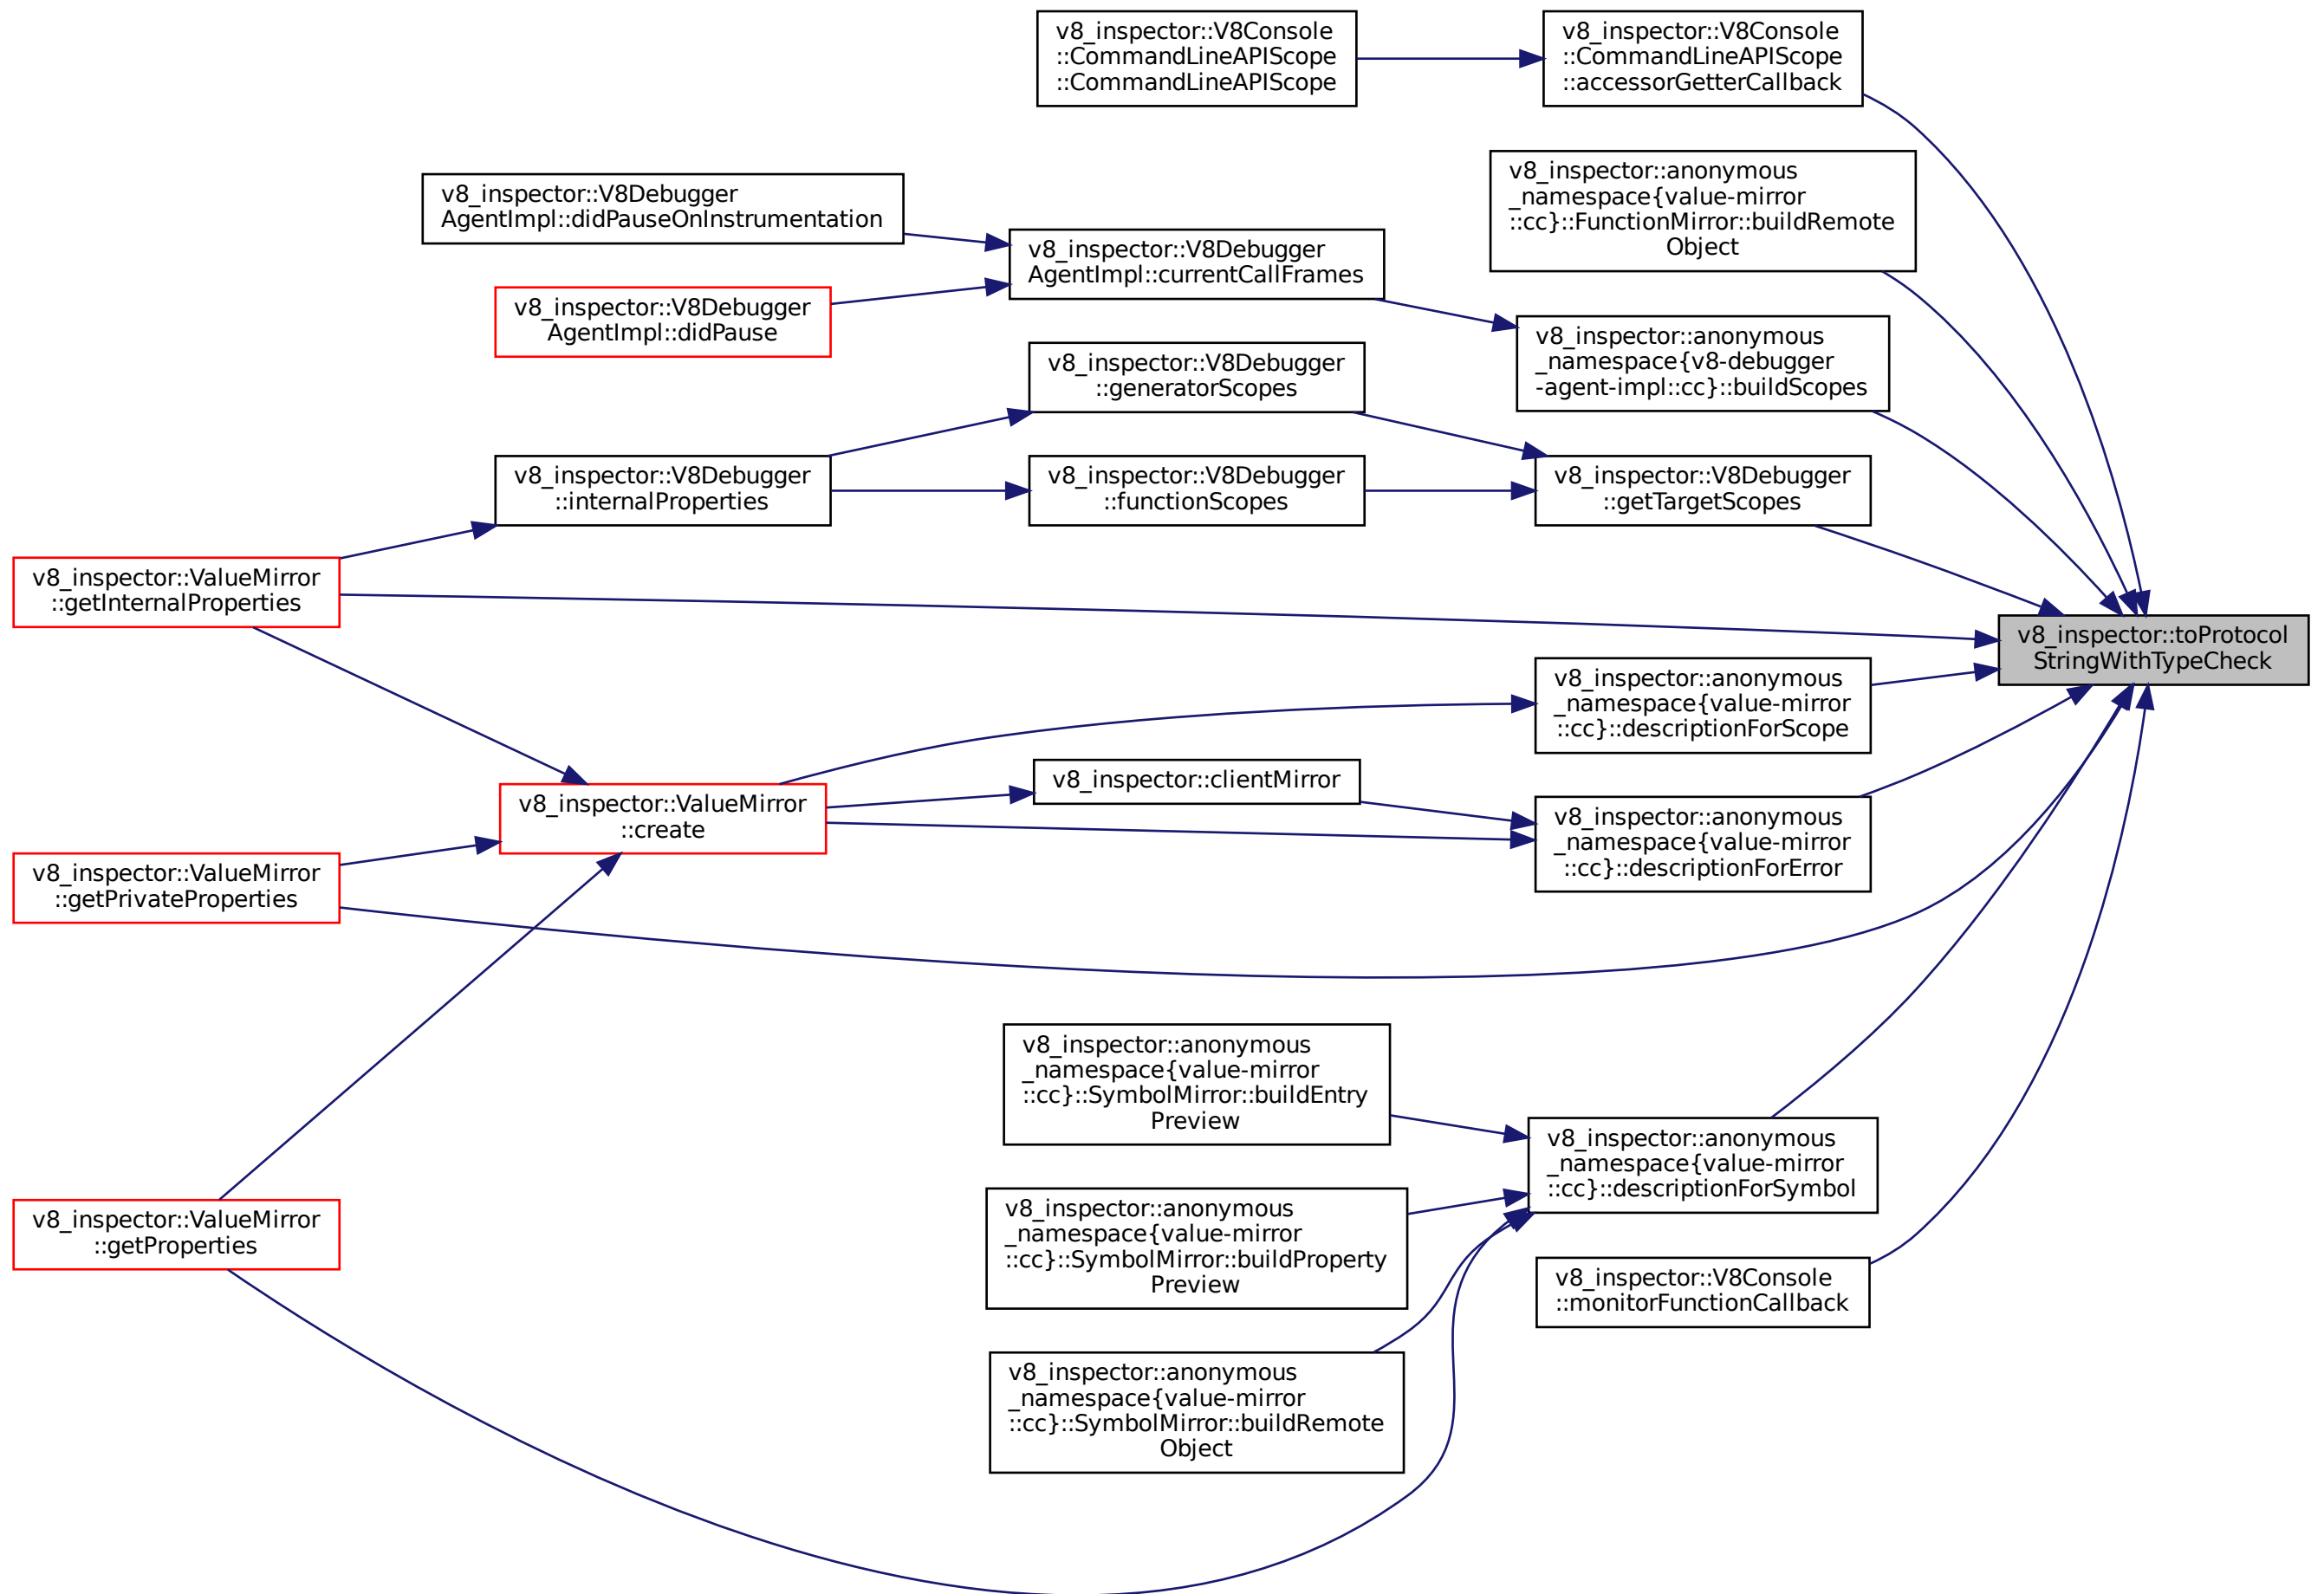 v8_inspector::V8Console
::CommandLineAPIScope
::CommandLineAPIScope
v8_inspector::V8Console
::CommandLineAPIScope
::accessorGetterCallback
v8_inspector::anonymous
_namespace{value-mirror
::cc}::FunctionMirror::buildRemote
Object
v8_inspector::V8Debugger
AgentImpl::didPauseOnInstrumentation
v8_inspector::V8Debugger
AgentImpl::currentCallFrames
v8_inspector::V8Debugger
AgentImpl::didPause
v8_inspector::anonymous
_namespace{v8-debugger
-agent-impl::cc}::buildScopes
v8_inspector::V8Debugger
::generatorScopes
v8_inspector::V8Debugger
::internalProperties
v8_inspector::V8Debugger
::functionScopes
v8_inspector::V8Debugger
::getTargetScopes
v8_inspector::ValueMirror
::getInternalProperties
v8_inspector::toProtocol
StringWithTypeCheck
v8_inspector::anonymous
_namespace{value-mirror
::cc}::descriptionForScope
v8_inspector::clientMirror
v8_inspector::ValueMirror
::create
v8_inspector::anonymous
_namespace{value-mirror
::cc}::descriptionForError
v8_inspector::ValueMirror
::getPrivateProperties
v8_inspector::anonymous
_namespace{value-mirror
::cc}::SymbolMirror::buildEntry
Preview
v8_inspector::anonymous
_namespace{value-mirror
::cc}::descriptionForSymbol
v8_inspector::anonymous
_namespace{value-mirror
::cc}::SymbolMirror::buildProperty
Preview
v8_inspector::ValueMirror
::getProperties
v8_inspector::V8Console
::monitorFunctionCallback
v8_inspector::anonymous
_namespace{value-mirror
::cc}::SymbolMirror::buildRemote
Object